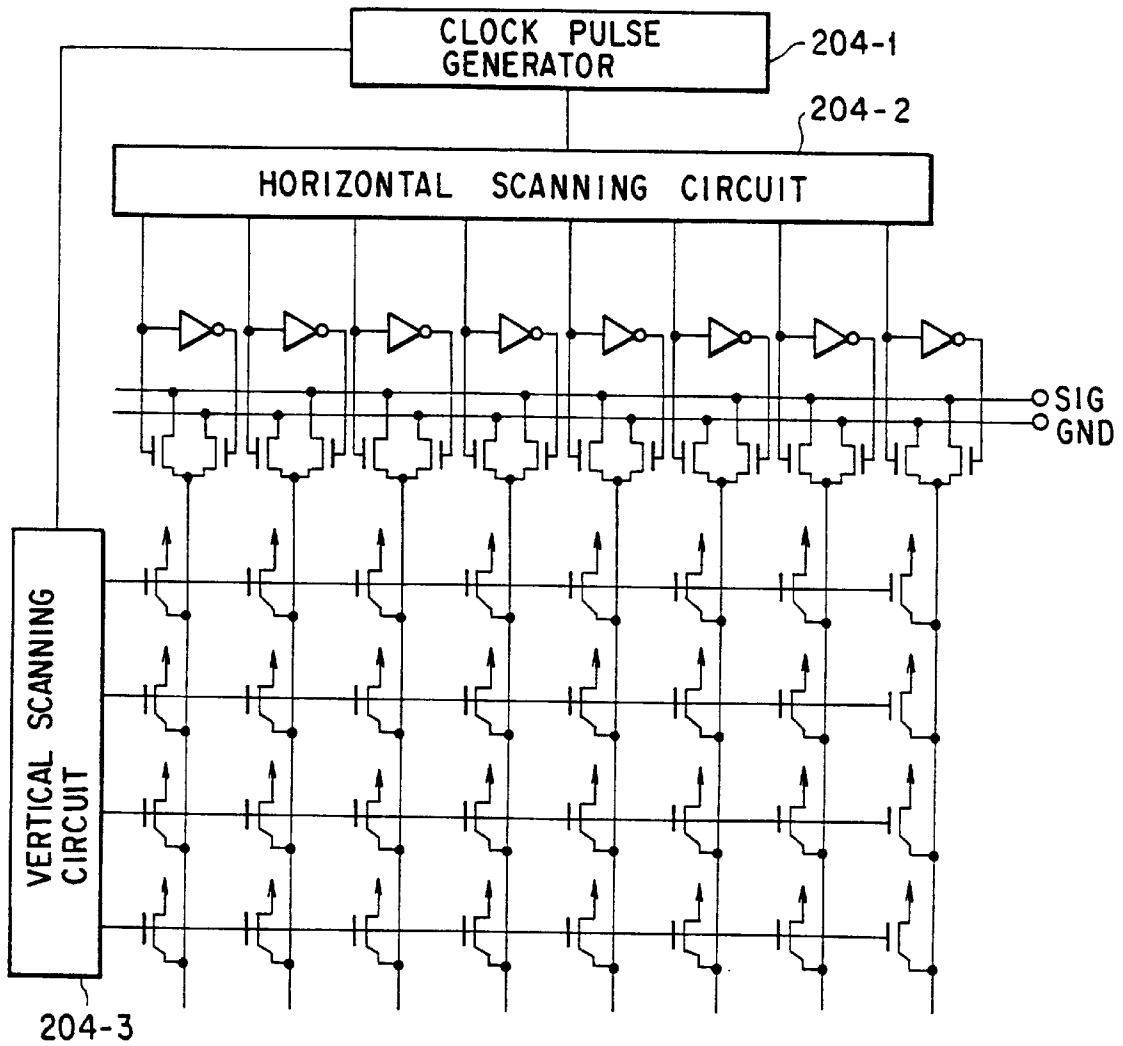 CLOCK PULSE
GENERATOR
204-1
204-2
HORIZONTAL SCANNING CIRCUIT
SIG
GND
VERTICAL SCANNING
CIRCUIT
204-3